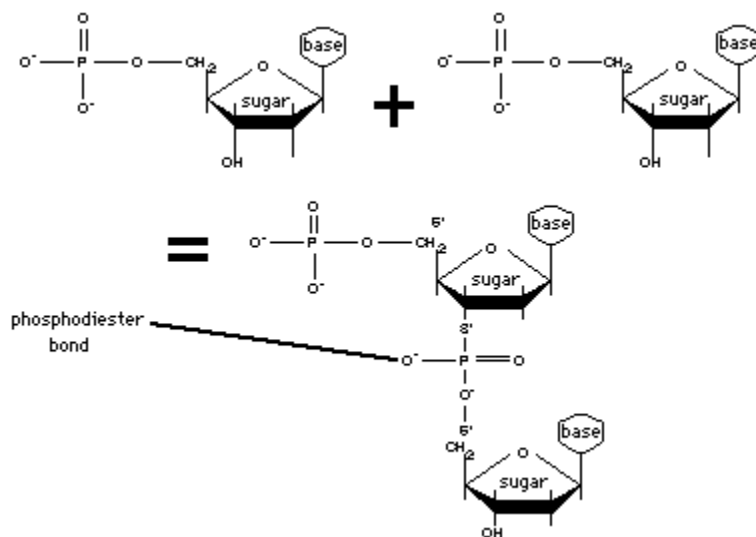 O
O⁻ P O CH₂ O base
O⁻ sugar
OH
+
O
O⁻ P O CH₂ O base
O⁻ sugar
OH
=
O 5'
O⁻ P O CH₂ O base
O⁻ sugar
3'
phosphodiester
bond
O⁻ P O
O⁻
5'
CH₂ O base
sugar
OH